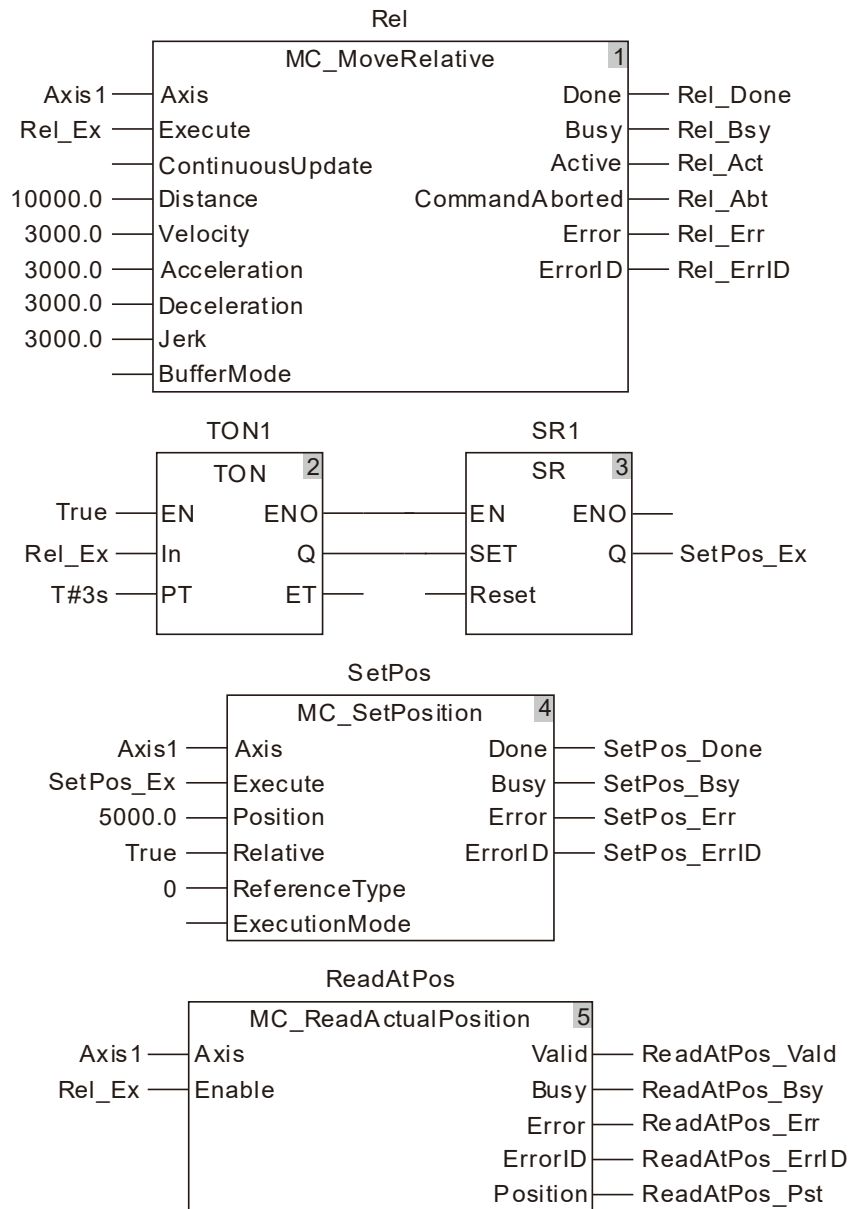 Rel
MC_MoveRelative 1
Axis1 Axis Done Rel_Done
Rel_Ex Execute Busy Rel_Bsy
ContinuousUpdate Active Rel_Act
10000.0 Distance CommandAborted Rel_Abt
3000.0 Velocity Error Rel_Err
3000.0 Acceleration ErrorID Rel_ErrID
3000.0 Deceleration
3000.0 Jerk
BufferMode
TON1 SR1
TON 2 SR 3
True EN ENO EN ENO
Rel_Ex In Q SET Q SetPos_Ex
T#3s PT ET Reset
SetPos
MC_SetPosition 4
Axis1 Axis Done SetPos_Done
SetPos_Ex Execute Busy SetPos_Bsy
5000.0 Position Error SetPos_Err
True Relative ErrorID SetPos_ErrID
0 ReferenceType
ExecutionMode
ReadAtPos
MC_ReadActualPosition 5
Axis1 Axis Valid ReadAtPos_Vald
Rel_Ex Enable Busy ReadAtPos_Bsy
Error ReadAtPos_Err
ErrorID ReadAtPos_ErrID
Position ReadAtPos_Pst